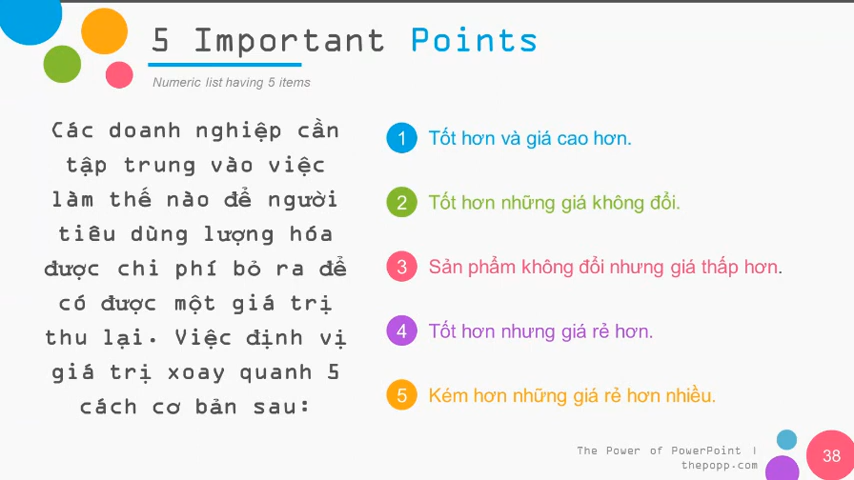 5 Important Points
Numeric list having 5 items
Các doanh nghiệp cần
tập trung vào việc
làm thế nào để người
tiêu dùng lượng hóa
được chi phí bỏ ra để
có được một giá trị
thu lại. Việc định vị
giá trị xoay quanh 5
cách cơ bản sau:
1 Tốt hơn và giá cao hơn.
2 Tốt hơn những giá không đổi.
3 Sản phẩm không đổi nhưng giá thấp hơn.
4 Tốt hơn nhưng giá rẻ hơn.
5 Kém hơn những giá rẻ hơn nhiều.
The Power of PowerPoint |
thepopp.com
38